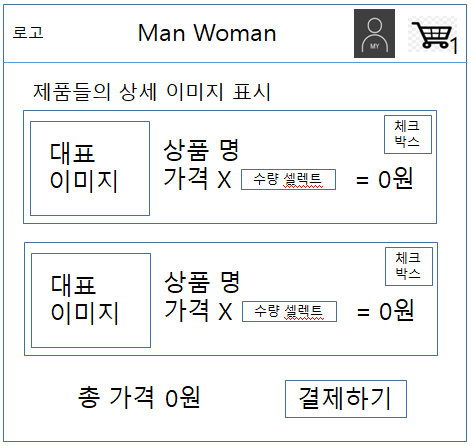 로고
Man Woman
MY
1
제품들의 상세 이미지 표시
체크
박스
대표
이미지
상품 명
가격 X 수량 셀렉트 = 0원
체크
박스
대표
이미지
상품 명
가격 X 수량 셀렉트 = 0원
총 가격 0원
결제하기